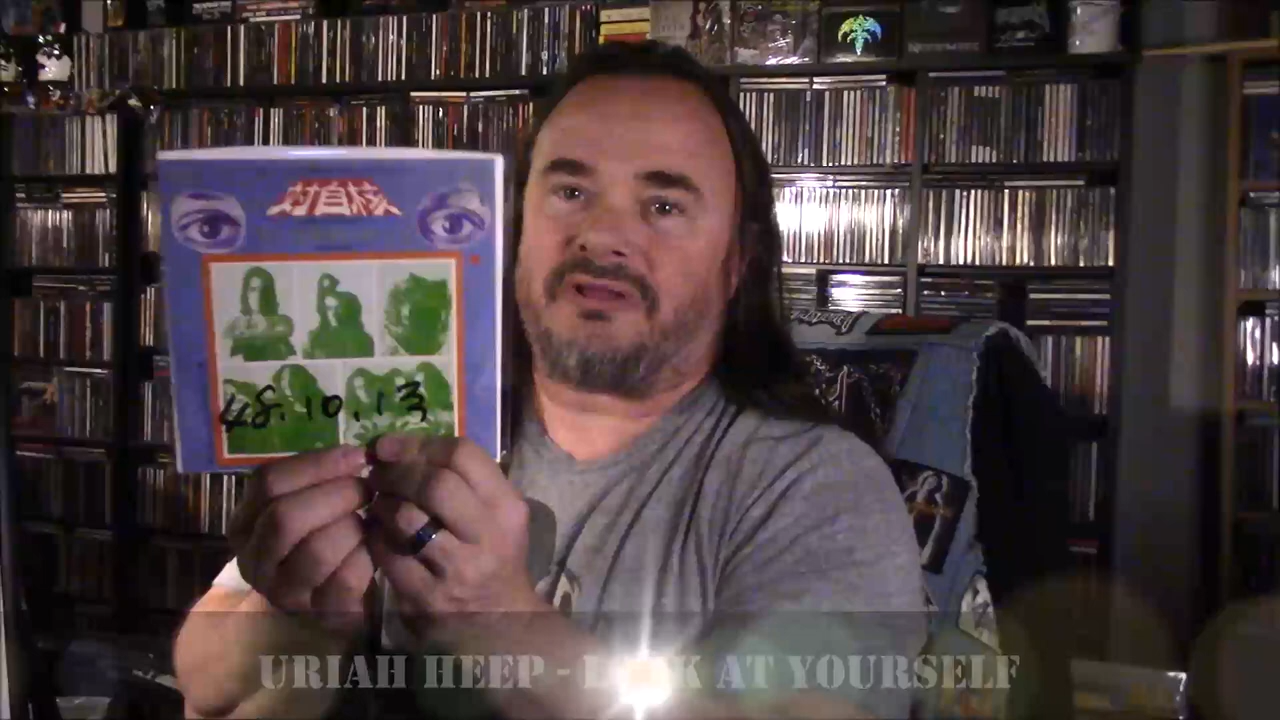 対自核
48.10.13
URIAH HEEP - L K AT YOURSELF